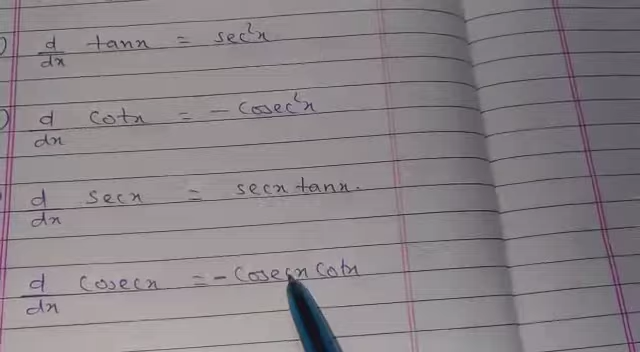 ) d/dx tanx = sec²x
) d/dx cotx = - cosec²x
d/dx secx = secx tanx.
d/dx cosecx = - cosecx cotx